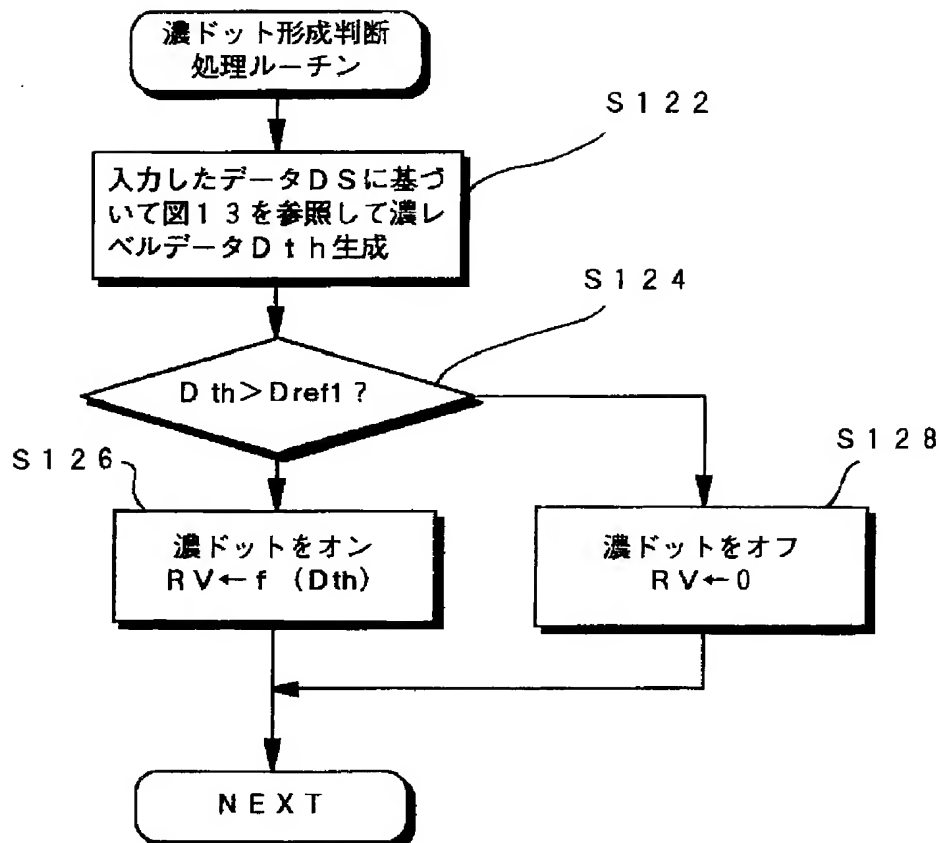 濃ドット形成判断
処理ルーチン
S122
入力したデータDSに基づ
いて図13を参照して濃レ
ベルデータDth生成
S124
Dth>Dref1?
S126
濃ドットをオン
RV←f (Dth)
S128
濃ドットをオフ
RV←0
NEXT